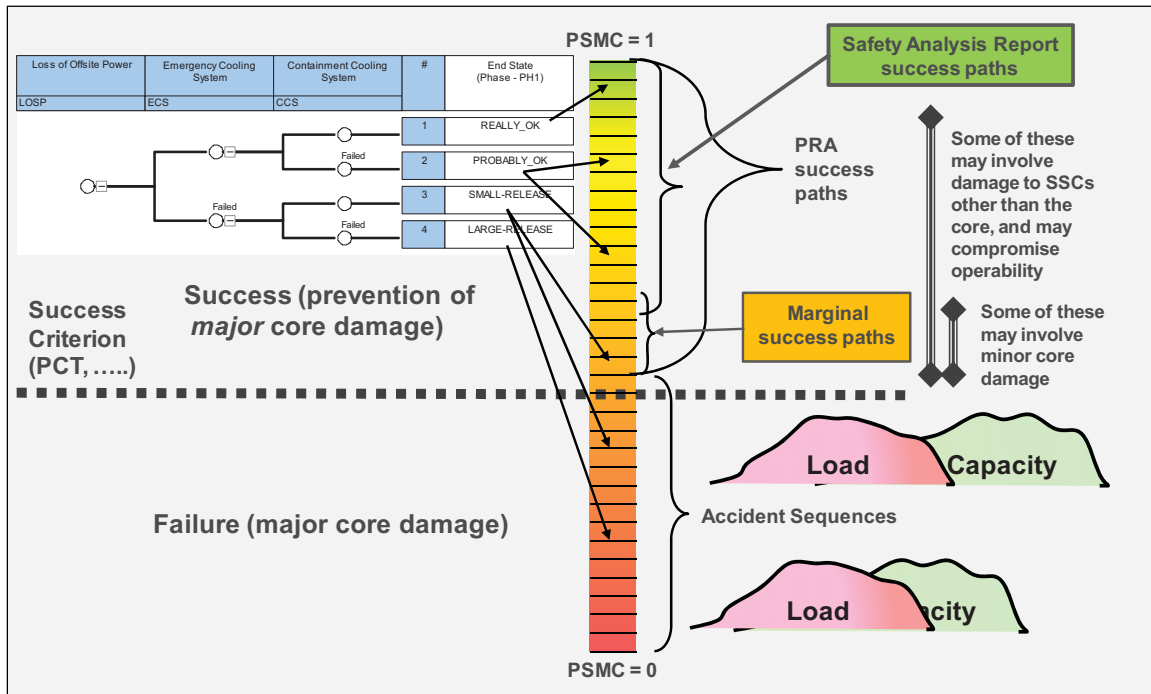 PSMC = 1
Safety Analysis Report
success paths
Loss of Offsite Power
Emergency Cooling
System
Containment Cooling
System
#
End State
(Phase - PH1)
LOSP
ECS
CCS
1
REALLY_OK
Failed
2
PROBABLY_OK
Failed
3
SMALL-RELEASE
Failed
4
LARGE-RELEASE
PRA
success
paths
Some of these
may involve
damage to SSCs
other than the
core, and may
compromise
operability
Success (prevention of
major core damage)
Success
Criterion
(PCT, …..)
Marginal
success paths
Some of these
may involve
minor core
damage
Load
Capacity
Failure (major core damage)
Accident Sequences
Load
acity
PSMC = 0